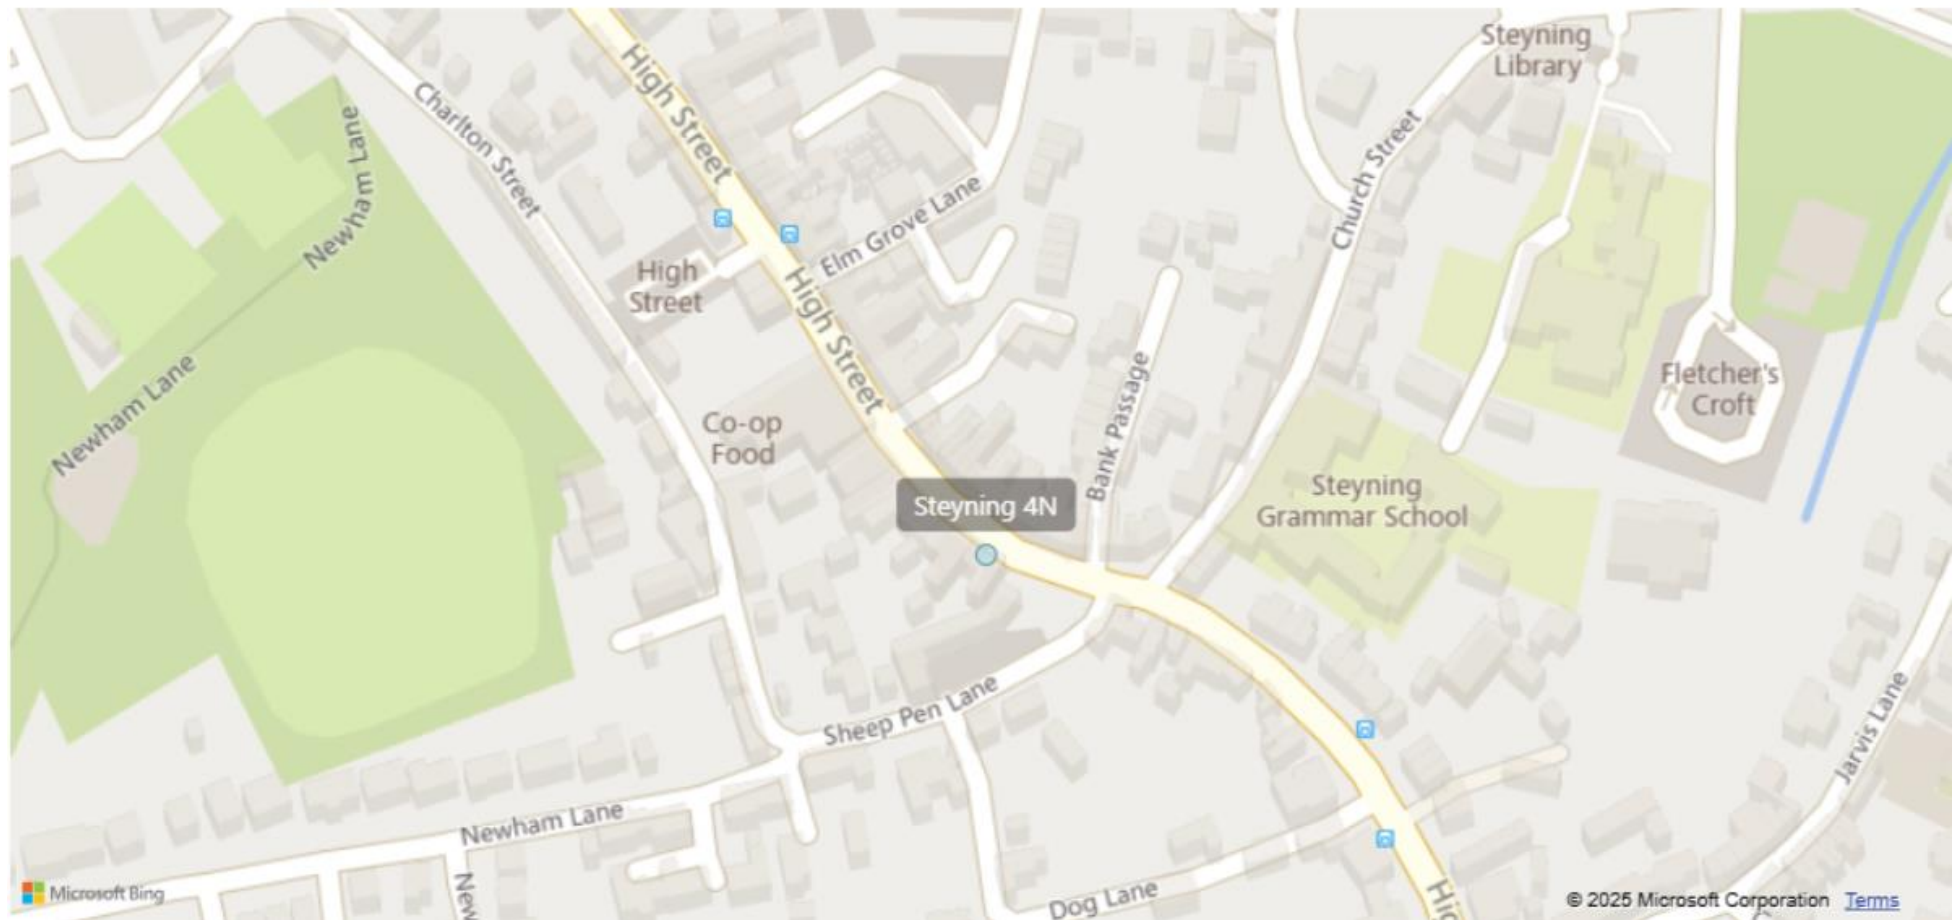 Steyning
Library
High Street
Charlton Street
Newham Lane
Church Street
Elm Grove Lane
High
Street
High Street
Bank Passage
Newham Lane
Fletcher's
Croft
Co-op
Food
Steyning
Grammar School
Steyning 4N
Sheep Pen Lane
Jarvis Lane
Newham Lane
New
Dog Lane
Hig
Microsoft Bing
© 2025 Microsoft Corporation Terms